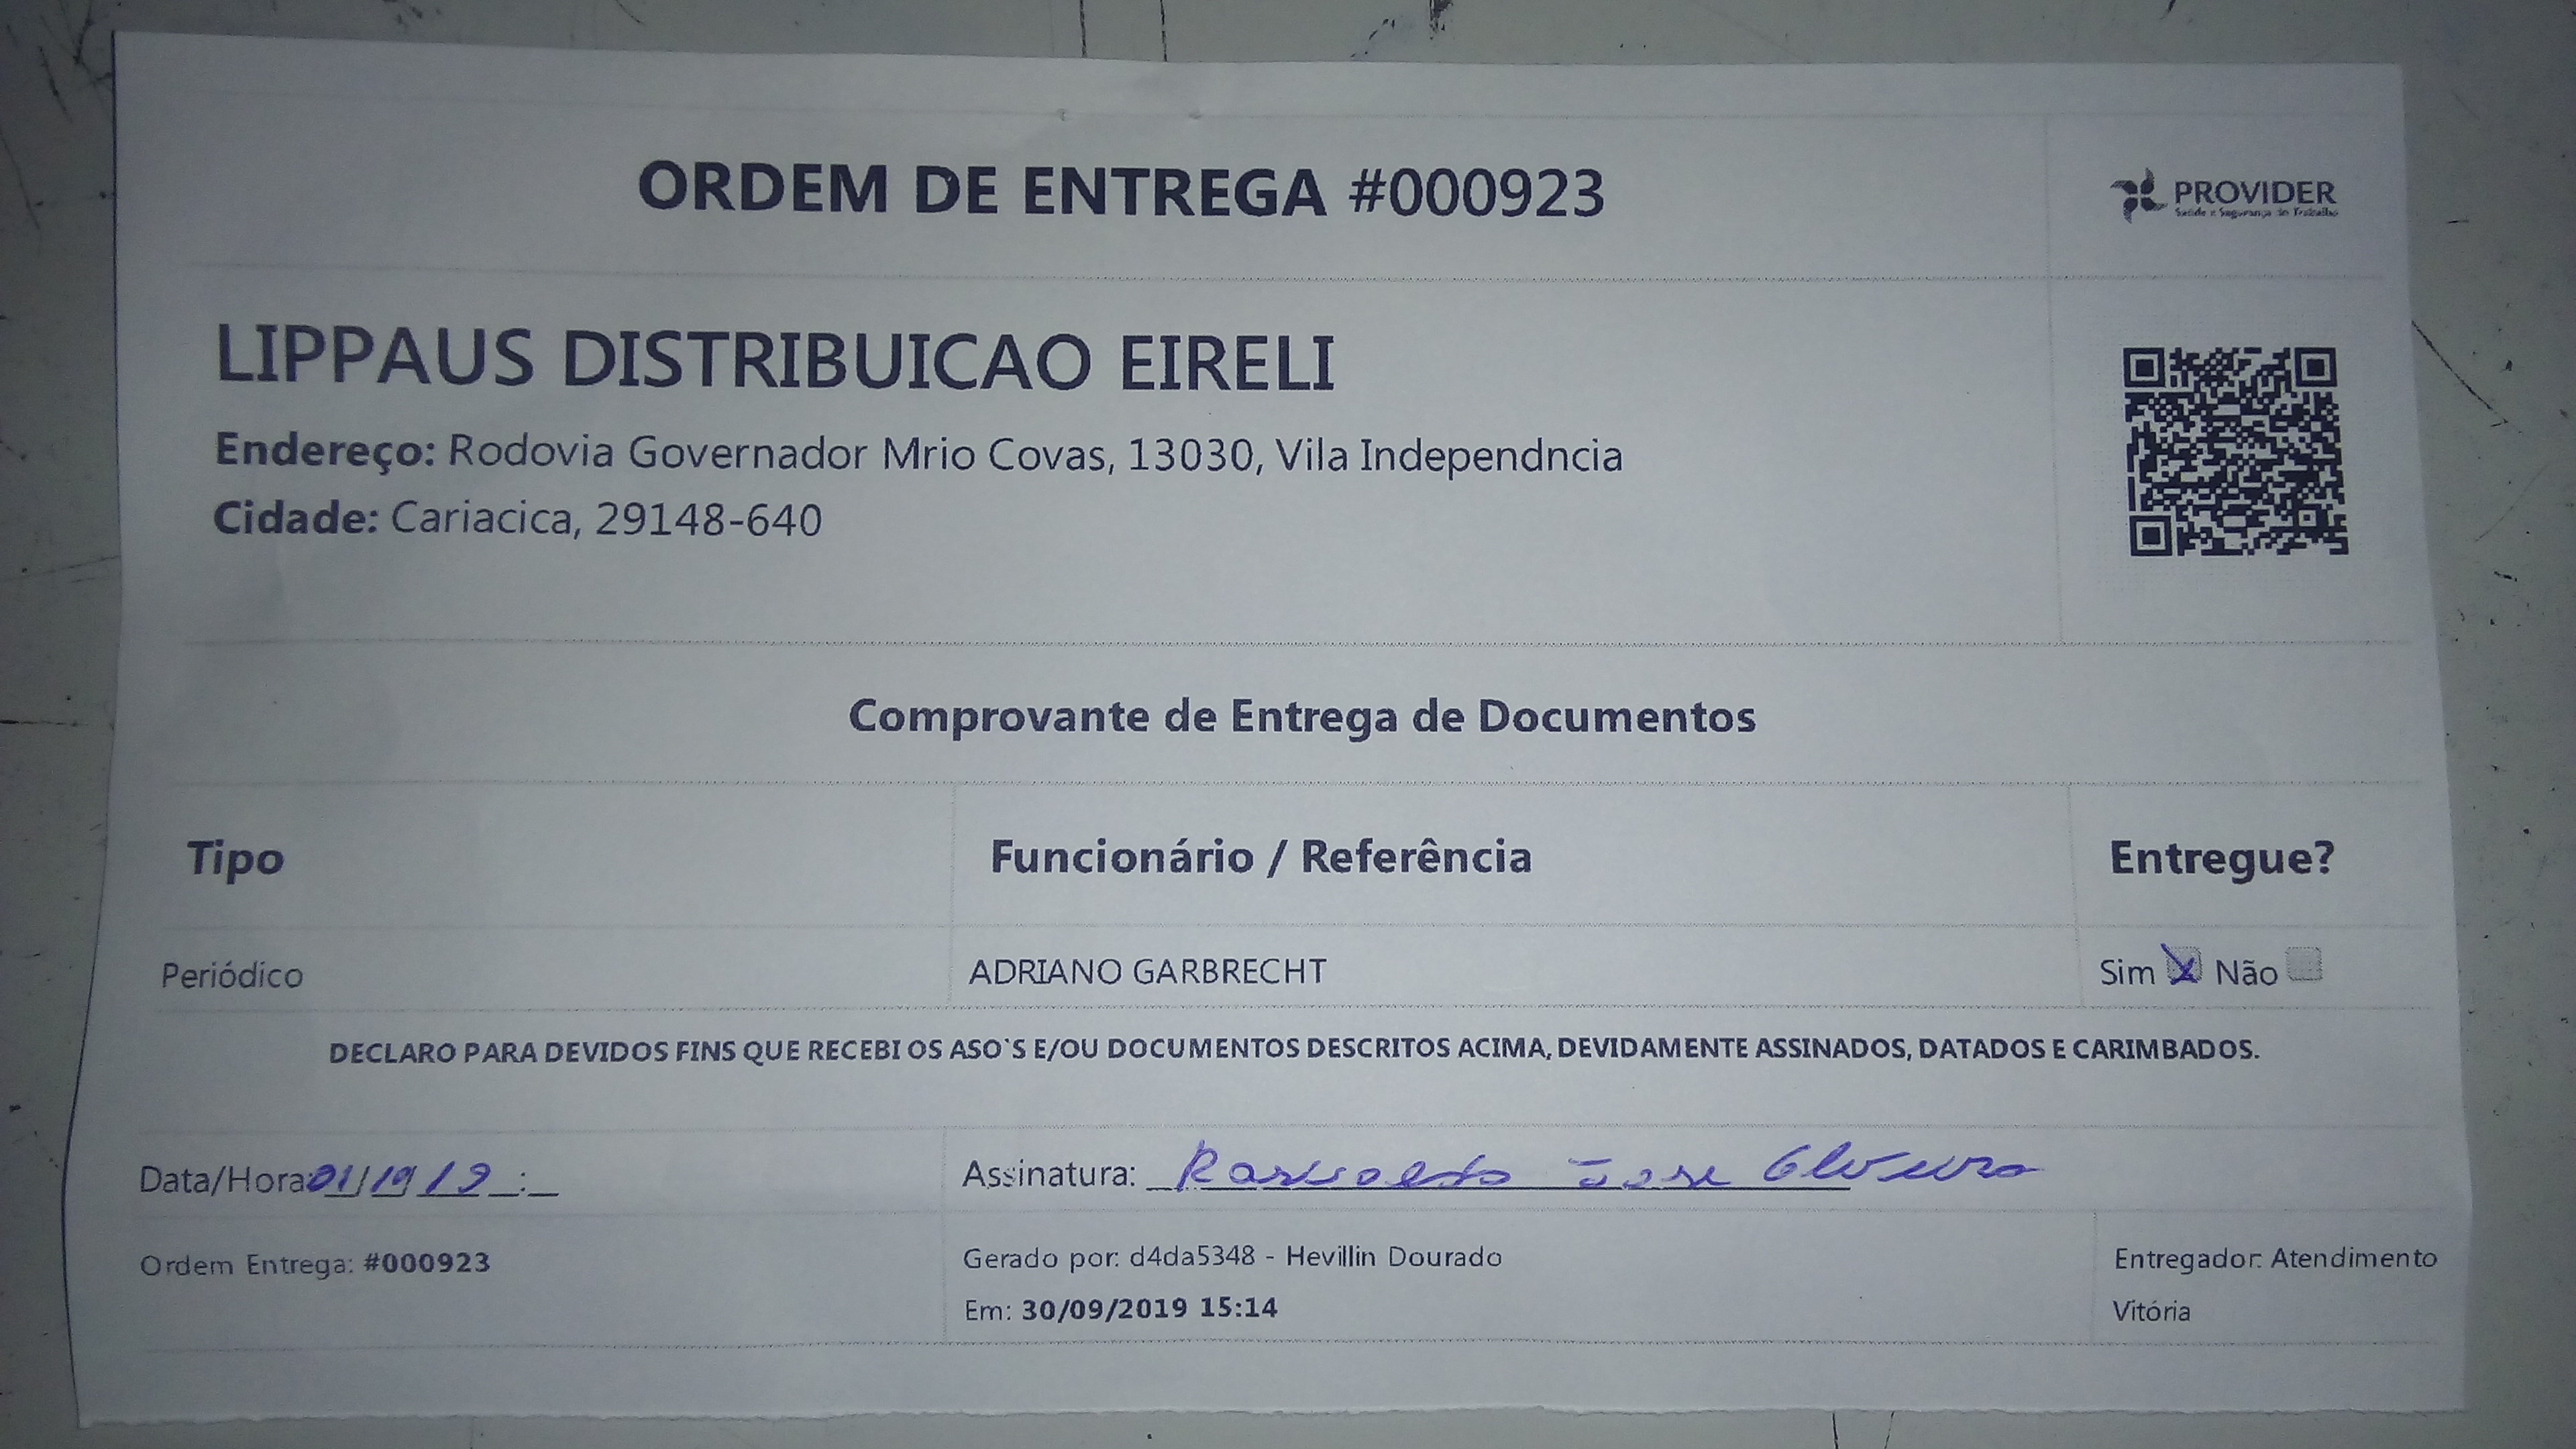 ORDEM DE ENTREGA #000923
PROVIDER
Saúde e Segurança do Trabalho
LIPPAUS DISTRIBUICAO EIRELI
Endereço: Rodovia Governador Mrio Covas, 13030, Vila Independncia
Cidade: Cariacica, 29148-640
Comprovante de Entrega de Documentos
Tipo Funcionário / Referência Entregue?
Periódico ADRIANO GARBRECHT Sim Não
DECLARO PARA DEVIDOS FINS QUE RECEBI OS ASO`S E/OU DOCUMENTOS DESCRITOS ACIMA, DEVIDAMENTE ASSINADOS, DATADOS E CARIMBADOS.
Data/Hora: 01/10/19 __:__ Assinatura: Jose Oliveira
Ordem Entrega: #000923 Gerado por: d4da5348 - Hevillin Dourado Entregador: Atendimento
Em: 30/09/2019 15:14 Vitória